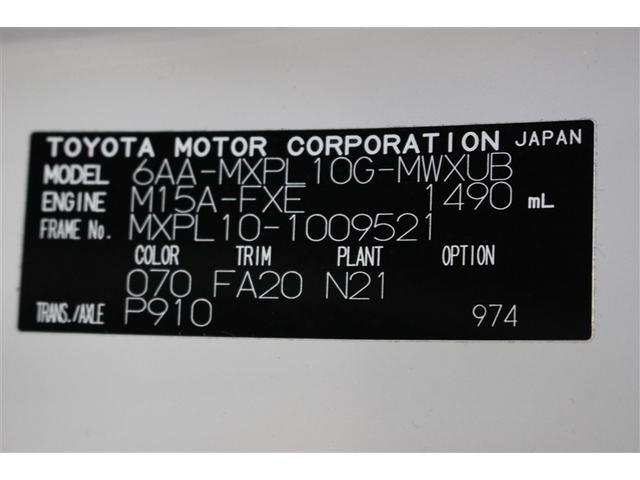 TOYOTA MOTOR CORPORATION JAPAN
MODEL 6AA-MXPL10G-MWXUB
ENGINE M15A-FXE 1490 mL
FRAME No. MXPL10-1009521
COLOR TRIM PLANT OPTION
070 FA20 N21
TRANS./AXLE P910 974